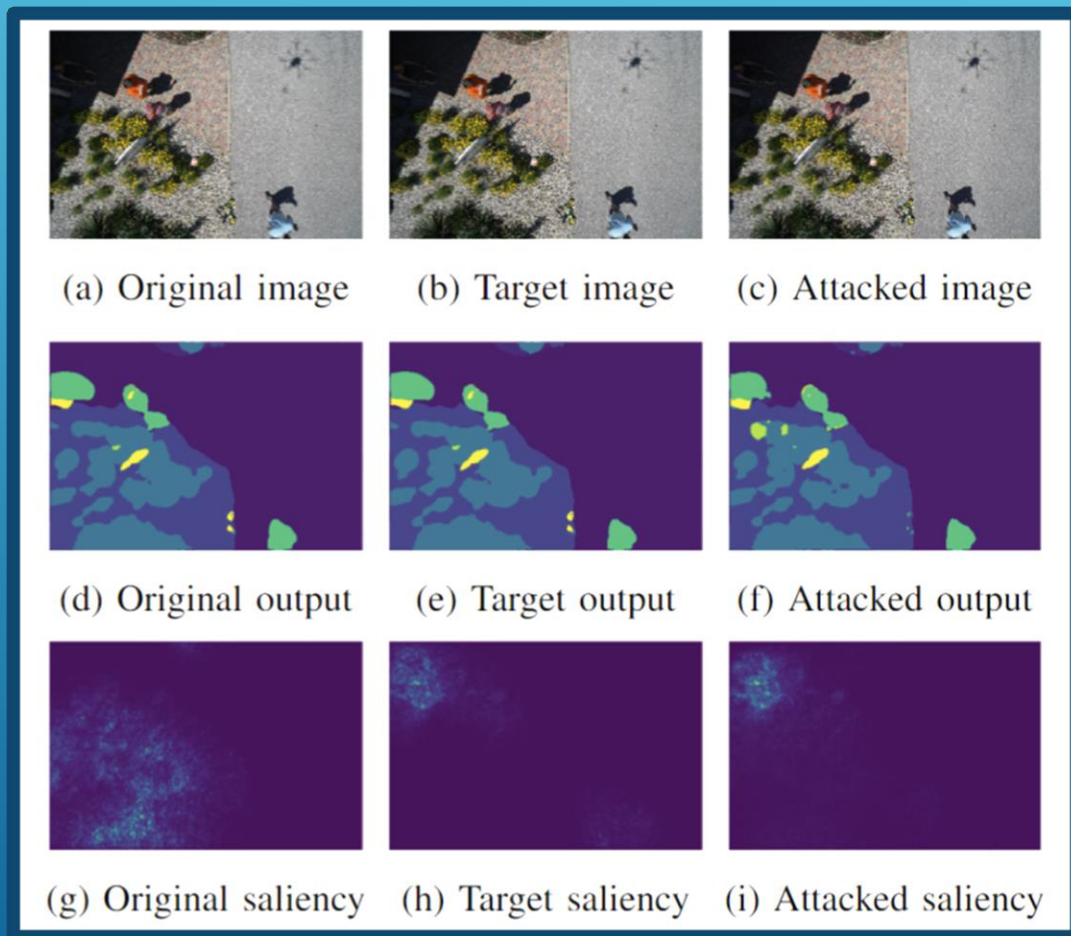 (a) Original image (b) Target image (c) Attacked image
(d) Original output (e) Target output (f) Attacked output
(g) Original saliency (h) Target saliency (i) Attacked saliency